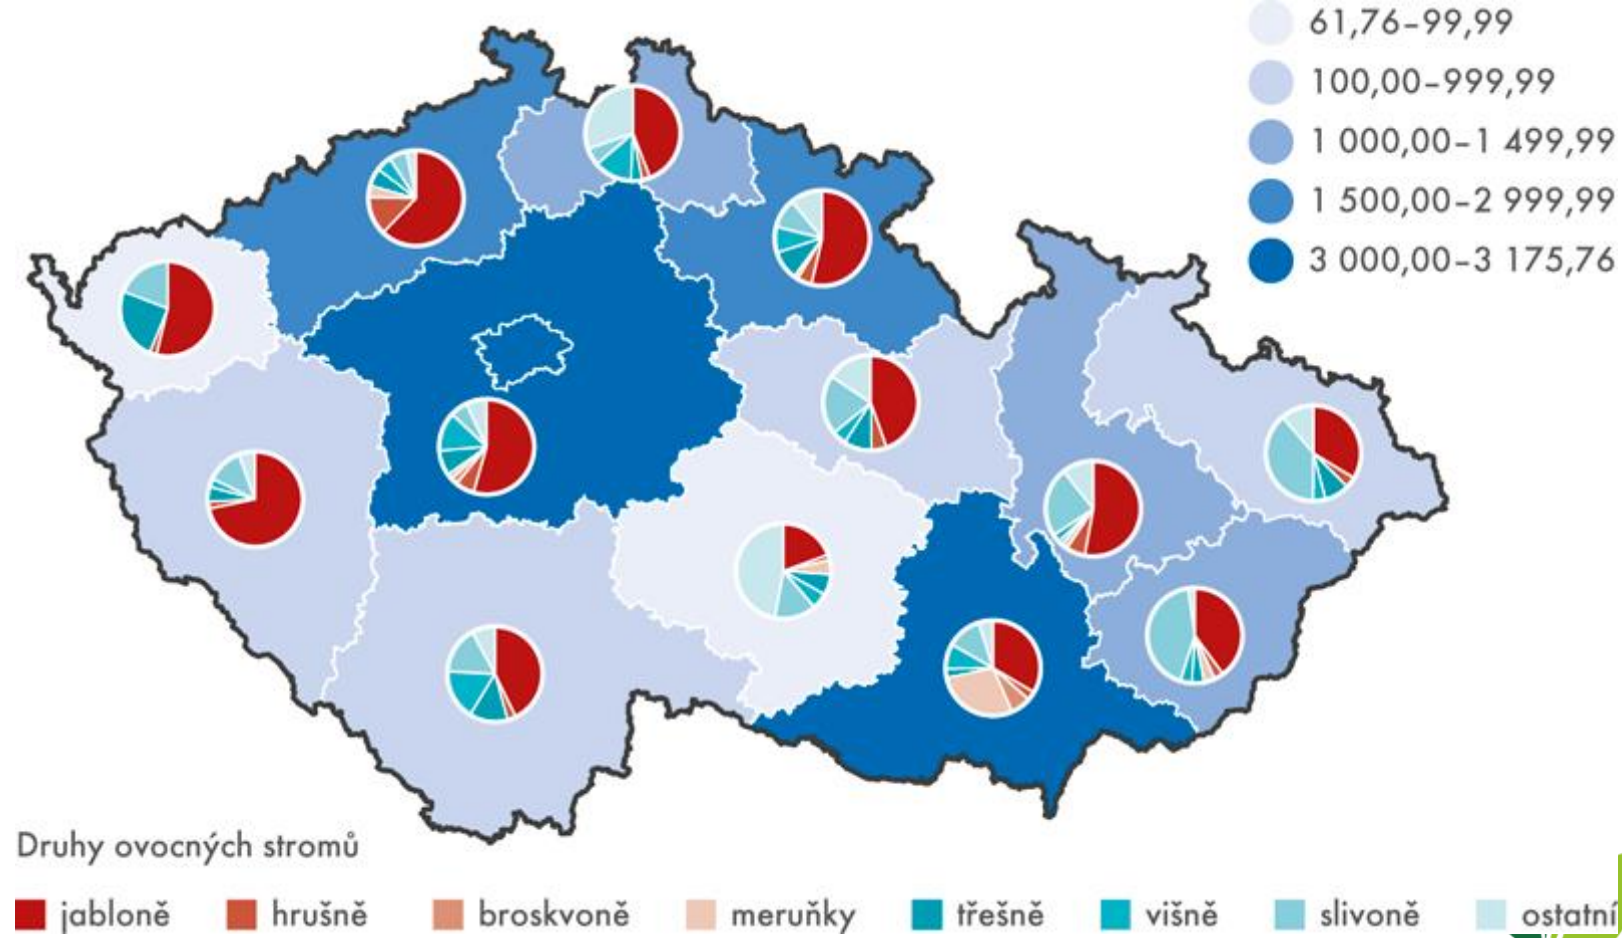 61,76–99,99
100,00–999,99
1 000,00–1 499,99
1 500,00–2 999,99
3 000,00–3 175,76
Druhy ovocných stromů
jabloně hrušně broskvoně meruňky třešně višně slivoně ostatní